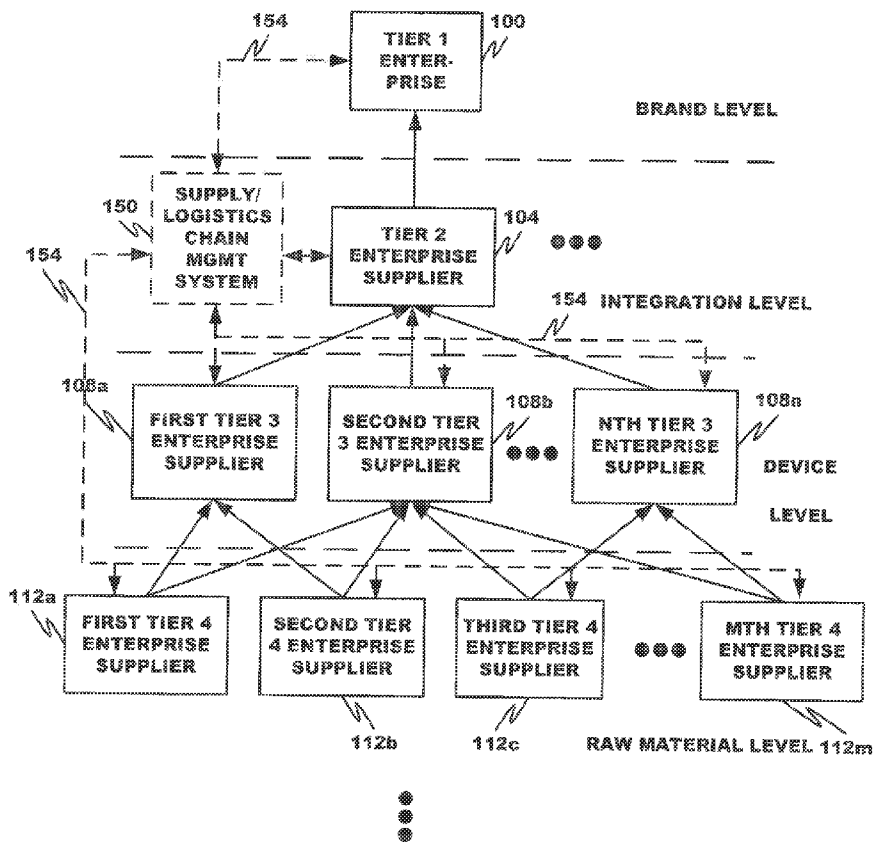 154
100
TIER 1
ENTER-
PRISE
BRAND LEVEL
150
SUPPLY/
LOGISTICS
CHAIN
MGMT
SYSTEM
104
TIER 2
ENTERPRISE
SUPPLIER
154
154
INTEGRATION LEVEL
108a
FIRST TIER 3
ENTERPRISE
SUPPLIER
SECOND TIER
3 ENTERPRISE
SUPPLIER
108b
NTH TIER 3
ENTERPRISE
SUPPLIER
108n
DEVICE
LEVEL
112a
FIRST TIER 4
ENTERPRISE
SUPPLIER
SECOND TIER
4 ENTERPRISE
SUPPLIER
THIRD TIER 4
ENTERPRISE
SUPPLIER
MTH TIER 4
ENTERPRISE
SUPPLIER
112b
112c
RAW MATERIAL LEVEL 112m